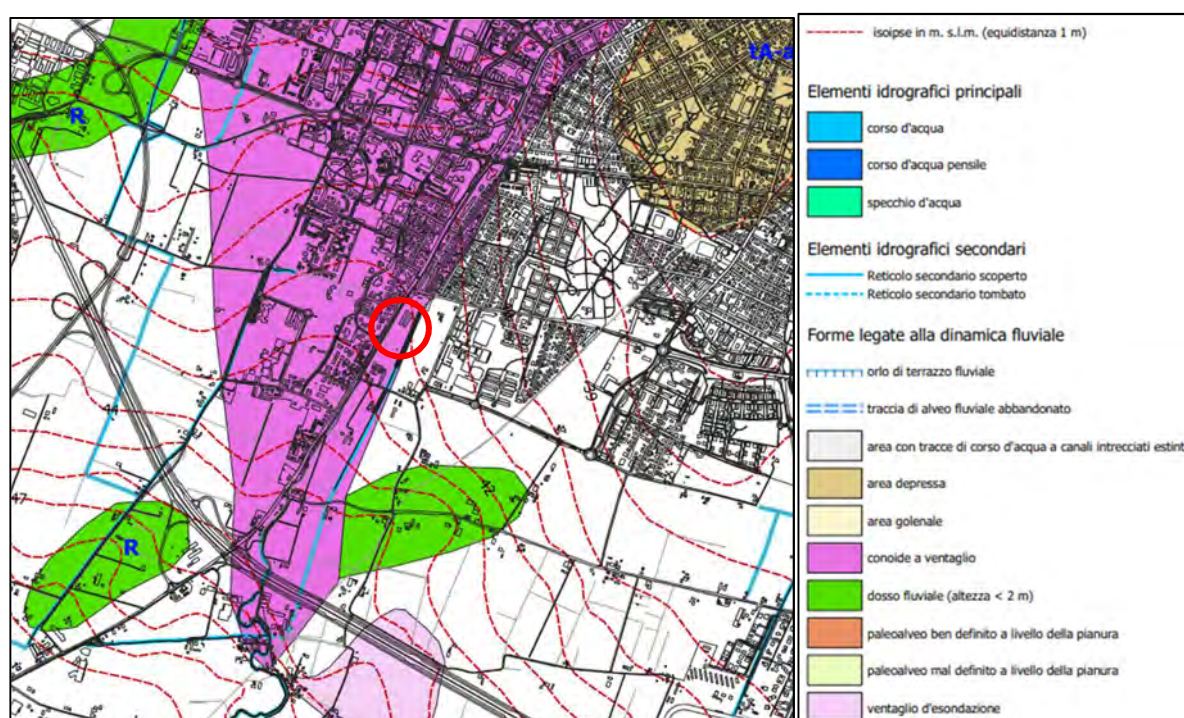 tA-a
R
44
39
42
47
R
isoipse in m. s.l.m. (equidistanza 1 m)
Elementi idrografici principali
corso d'acqua
corso d'acqua pensile
specchio d'acqua
Elementi idrografici secondari
Reticolo secondario scoperto
Reticolo secondario tombato
Forme legate alla dinamica fluviale
orlo di terrazzo fluviale
traccia di alveo fluviale abbandonato
area con tracce di corso d'acqua a canali intrecciati estint
area depressa
area golenale
conoide a ventaglio
dosso fluviale (altezza < 2 m)
paleoalveo ben definito a livello della pianura
paleoalveo mal definito a livello della pianura
ventaglio d'esondazione